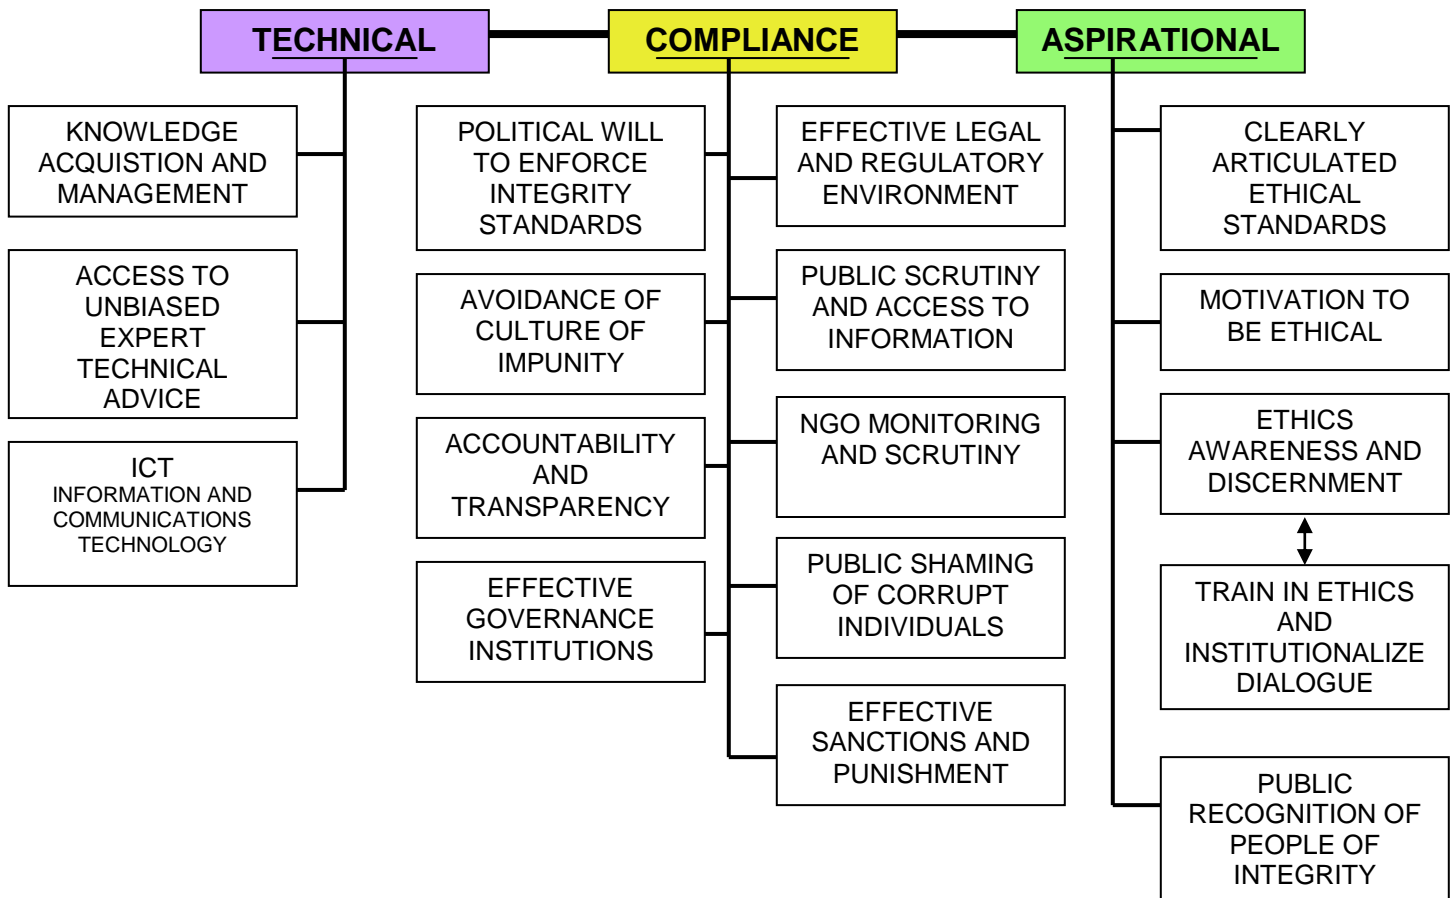 TECHNICAL
COMPLIANCE
ASPIRATIONAL
KNOWLEDGE
ACQUISTION AND
MANAGEMENT
ACCESS TO
UNBIASED
EXPERT
TECHNICAL
ADVICE
ICT
INFORMATION AND
COMMUNICATIONS
TECHNOLOGY
POLITICAL WILL
TO ENFORCE
INTEGRITY
STANDARDS
AVOIDANCE OF
CULTURE OF
IMPUNITY
ACCOUNTABILITY
AND
TRANSPARENCY
EFFECTIVE
GOVERNANCE
INSTITUTIONS
EFFECTIVE LEGAL
AND REGULATORY
ENVIRONMENT
PUBLIC SCRUTINY
AND ACCESS TO
INFORMATION
NGO MONITORING
AND SCRUTINY
PUBLIC SHAMING
OF CORRUPT
INDIVIDUALS
EFFECTIVE
SANCTIONS AND
PUNISHMENT
CLEARLY
ARTICULATED
ETHICAL
STANDARDS
MOTIVATION TO
BE ETHICAL
ETHICS
AWARENESS AND
DISCERNMENT
TRAIN IN ETHICS
AND
INSTITUTIONALIZE
DIALOGUE
PUBLIC
RECOGNITION OF
PEOPLE OF
INTEGRITY